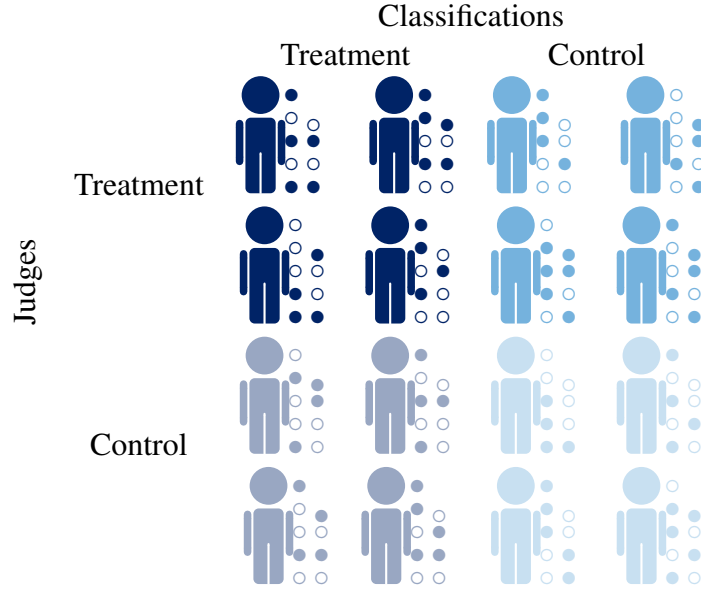 Classifications
Treatment Control
Treatment
Judges
Control